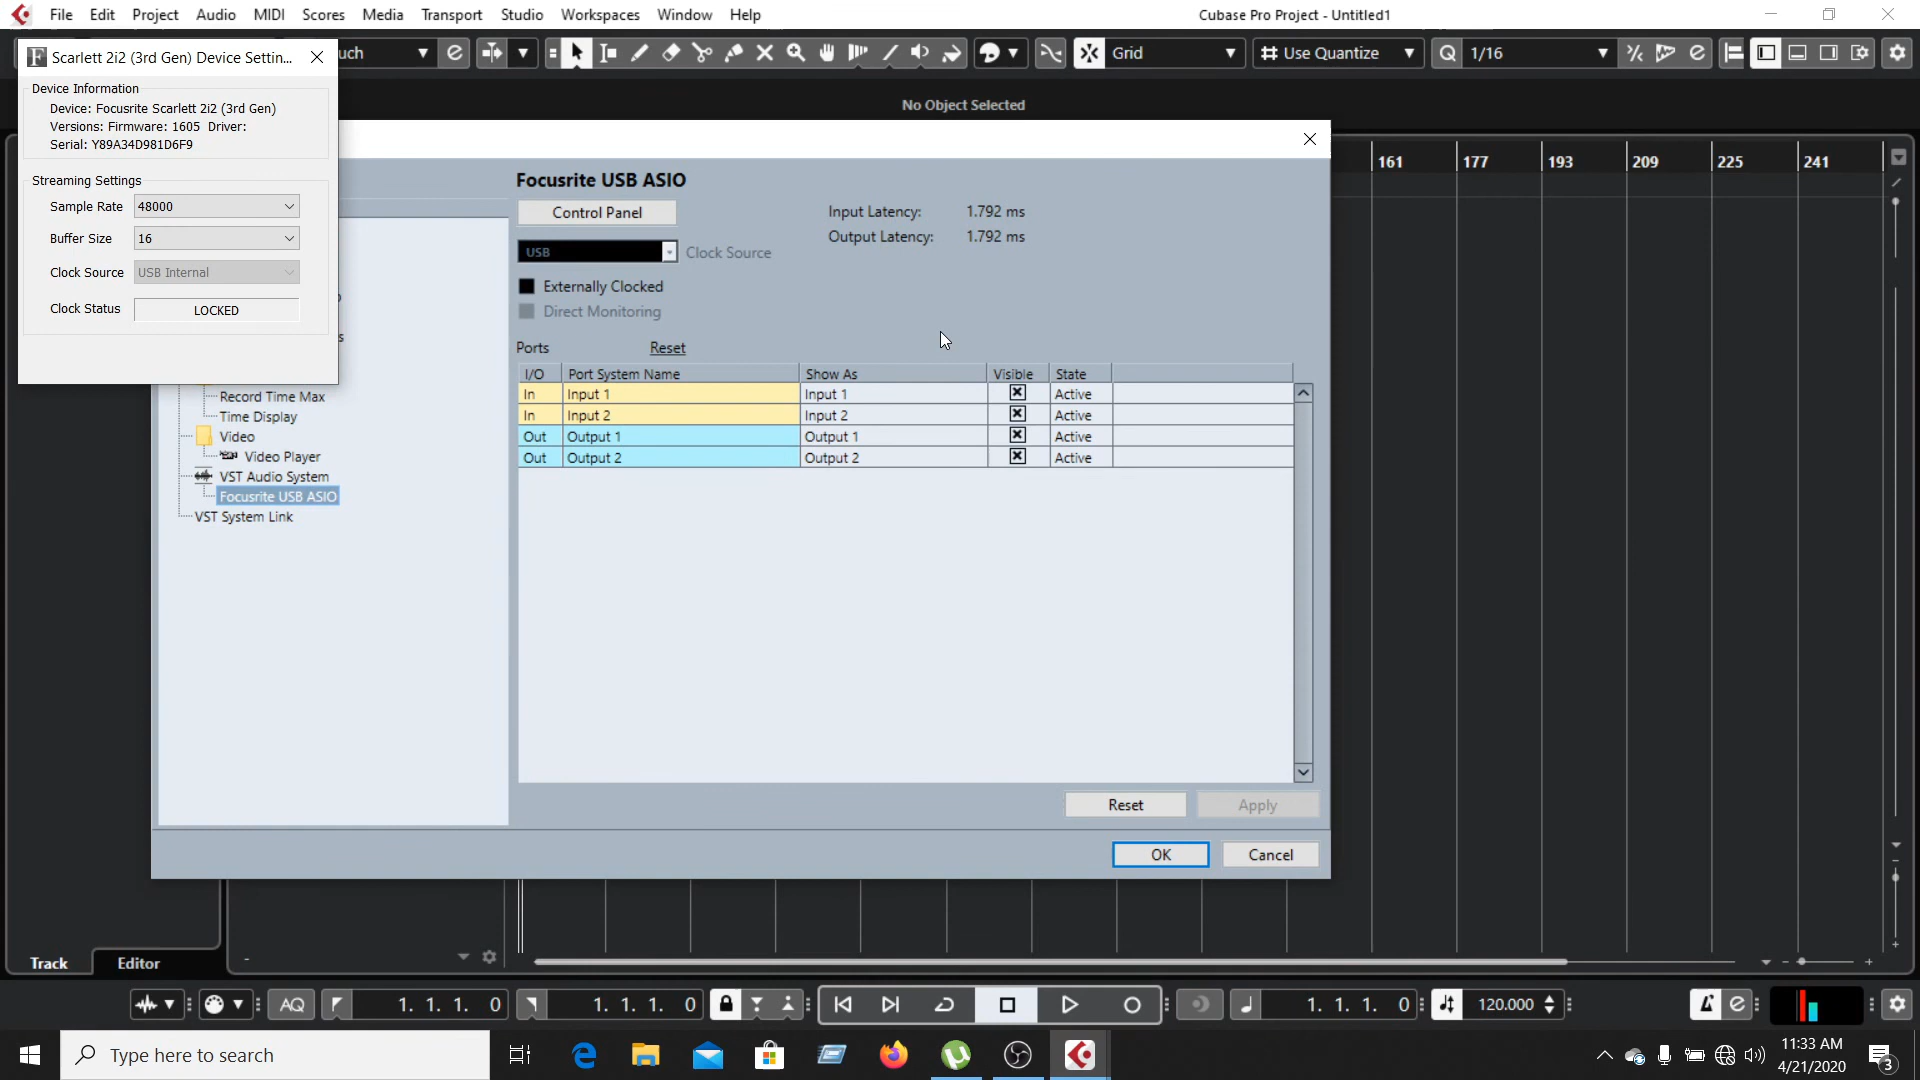 File Edit Project Audio MIDI Scores Media Transport Studio Workspaces Window Help
Cubase Pro Project - Untitled1
uch
Grid
Use Quantize
1/16
Scarlett 2i2 (3rd Gen) Device Settin...
Device Information
Device: Focusrite Scarlett 2i2 (3rd Gen)
Versions: Firmware: 1605 Driver:
Serial: Y89A34D981D6F9
Streaming Settings
Sample Rate 48000
Buffer Size 16
Clock Source USB Internal
Clock Status LOCKED
No Object Selected
161 177 193 209 225 241
Focusrite USB ASIO
Control Panel
Input Latency: 1.792 ms
Output Latency: 1.792 ms
USB Clock Source
Externally Clocked
Direct Monitoring
Ports Reset
I/O Port System Name Show As Visible State
In Input 1 Input 1 Active
In Input 2 Input 2 Active
Out Output 1 Output 1 Active
Out Output 2 Output 2 Active
Record Time Max
Time Display
Video
Video Player
VST Audio System
Focusrite USB ASIO
VST System Link
Reset Apply
OK Cancel
Track Editor
AQ 1. 1. 1. 0 1. 1. 1. 0 1. 1. 1. 0 120.000
Type here to search
11:33 AM
4/21/2020
3